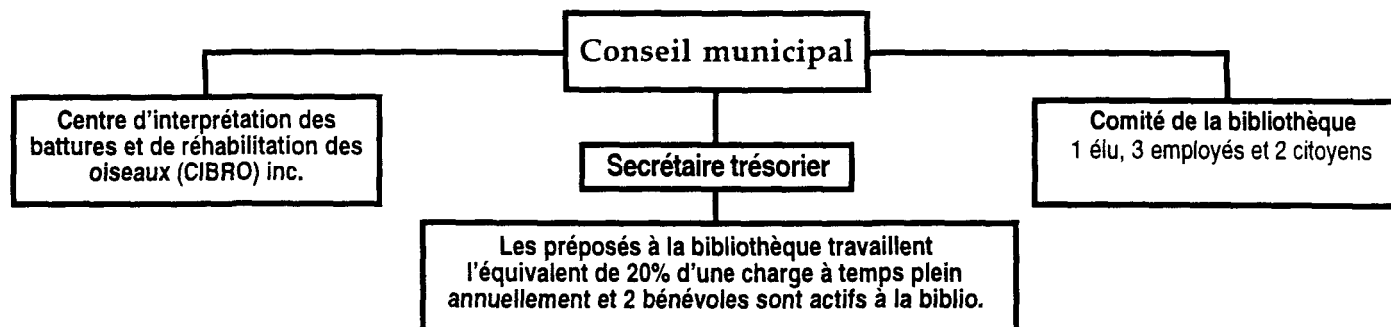 Conseil municipal
Centre d'interprétation des
battures et de réhabilitation des
oiseaux (CIBRO) inc.
Comité de la bibliothèque
1 élu, 3 employés et 2 citoyens
Secrétaire trésorier
Les préposés à la bibliothèque travaillent
l'équivalent de 20% d'une charge à temps plein
annuellement et 2 bénévoles sont actifs à la biblio.